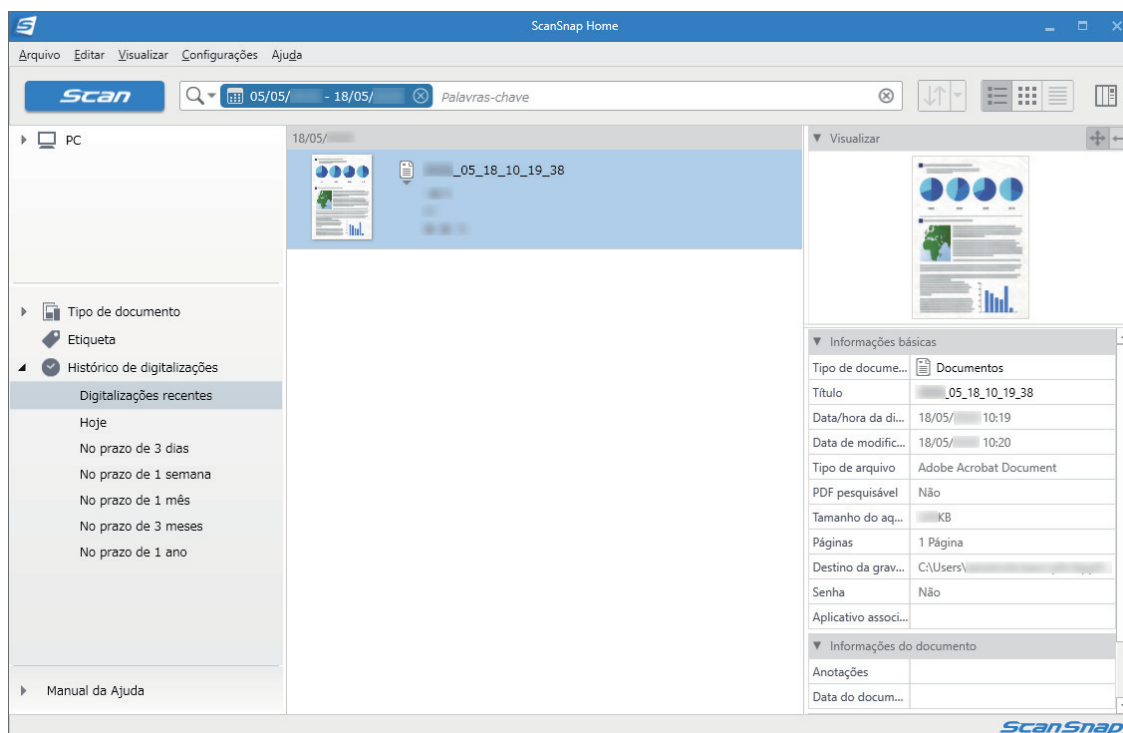 ScanSnap Home
Arquivo Editar Visualizar Configurações Ajuda
Scan
05/05/ - 18/05/ Palavras-chave
PC
Tipo de documento
Etiqueta
Histórico de digitalizações
Digitalizações recentes
Hoje
No prazo de 3 dias
No prazo de 1 semana
No prazo de 1 mês
No prazo de 3 meses
No prazo de 1 ano
Manual da Ajuda
18/05/
_05_18_10_19_38
Visualizar
Informações básicas
Tipo de docume... Documentos
Título _05_18_10_19_38
Data/hora da di... 18/05/ 10:19
Data de modific... 18/05/ 10:20
Tipo de arquivo Adobe Acrobat Document
PDF pesquisável Não
Tamanho do aq... KB
Páginas 1 Página
Destino da grav... C:\Users\
Senha Não
Aplicativo associ...
Informações do documento
Anotações
Data do docum...
ScanSnap